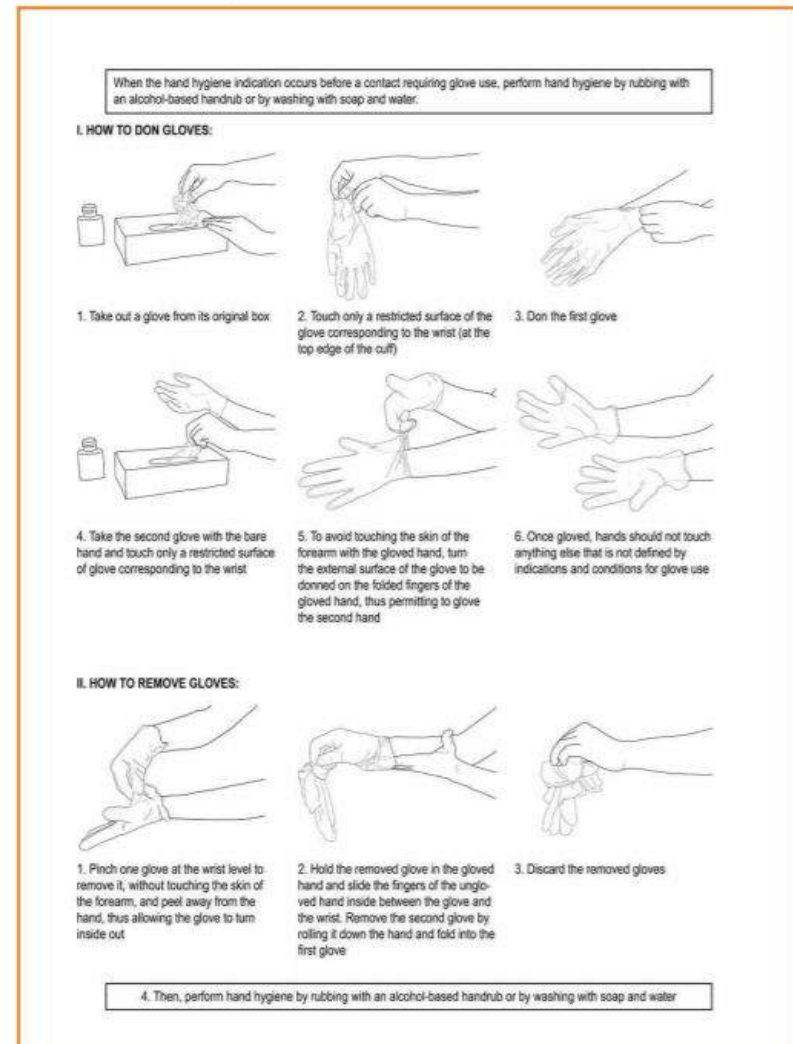 When the hand hygiene indication occurs before a contact requiring glove use, perform hand hygiene by rubbing with
an alcohol-based handrub or by washing with soap and water.
I. HOW TO DON GLOVES:
1. Take out a glove from its original box
2. Touch only a restricted surface of the
glove corresponding to the wrist (at the
top edge of the cuff)
3. Don the first glove
4. Take the second glove with the bare
hand and touch only a restricted surface
of glove corresponding to the wrist
5. To avoid touching the skin of the
forearm with the gloved hand, turn
the external surface of the glove to be
donned on the folded fingers of the
gloved hand, thus permitting to glove
the second hand
6. Once gloved, hands should not touch
anything else that is not defined by
indications and conditions for glove use
II. HOW TO REMOVE GLOVES:
1. Pinch one glove at the wrist level to
remove it, without touching the skin of
the forearm, and peel away from the
hand, thus allowing the glove to turn
inside out
2. Hold the removed glove in the gloved
hand and slide the fingers of the unglo-
ved hand inside between the glove and
the wrist. Remove the second glove by
rolling it down the hand and fold into the
first glove
3. Discard the removed gloves
4. Then, perform hand hygiene by rubbing with an alcohol-based handrub or by washing with soap and water